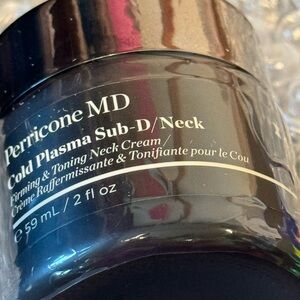 Perricone MD
Cold Plasma Sub-D/Neck
Firming & Toning Neck Cream /
Crème Raffermissante & Tonifiante pour le Cou
e 59 mL / 2 fl oz